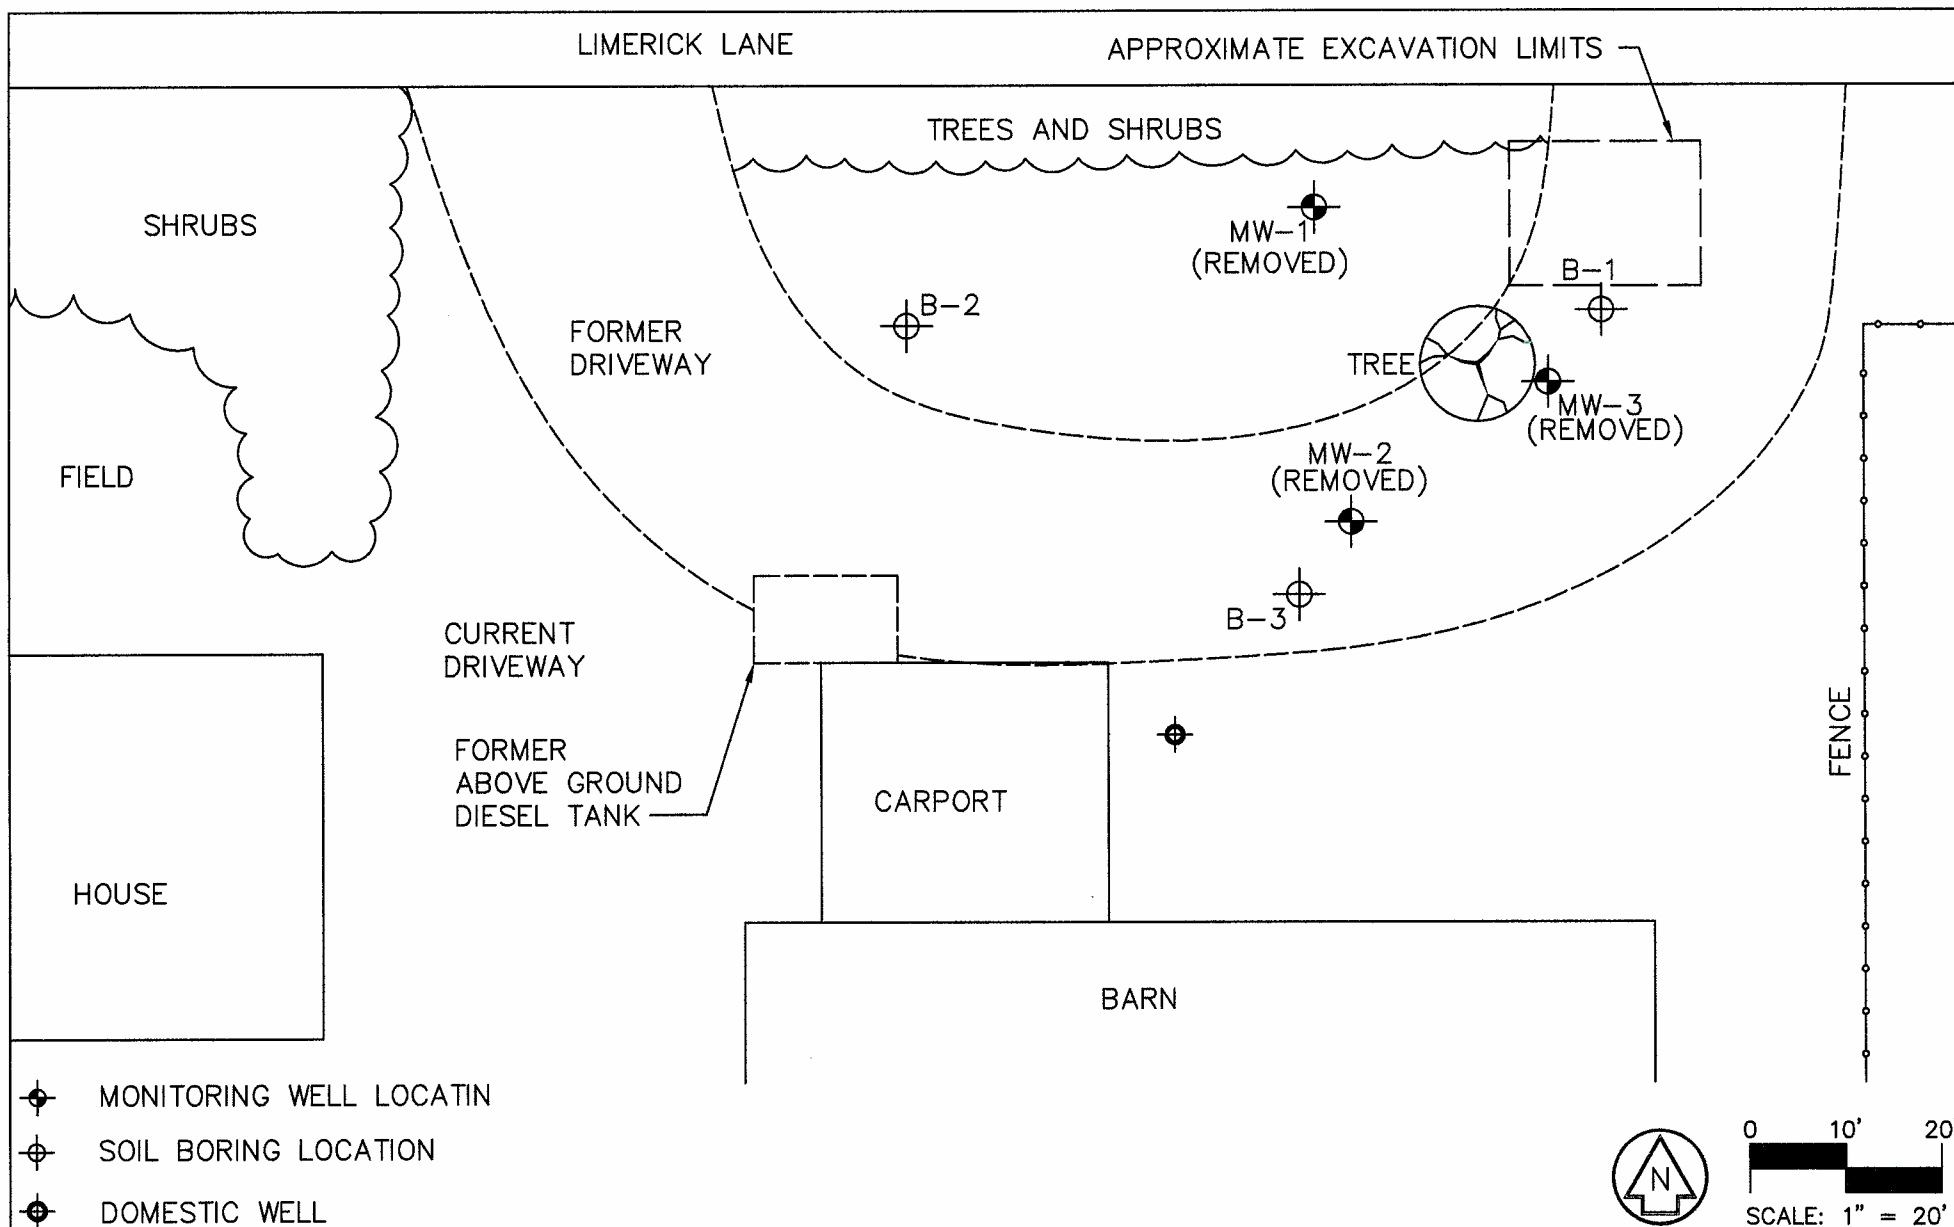 LIMERICK LANE
APPROXIMATE EXCAVATION LIMITS
TREES AND SHRUBS
SHRUBS
MW-1
(REMOVED)
B-1
B-2
FORMER
DRIVEWAY
TREE
MW-3
(REMOVED)
MW-2
(REMOVED)
FIELD
B-3
CURRENT
DRIVEWAY
FORMER
ABOVE GROUND
DIESEL TANK
CARPORT
FENCE
HOUSE
BARN
MONITORING WELL LOCATIN
SOIL BORING LOCATION
DOMESTIC WELL
N
0 10' 20
SCALE: 1" = 20'